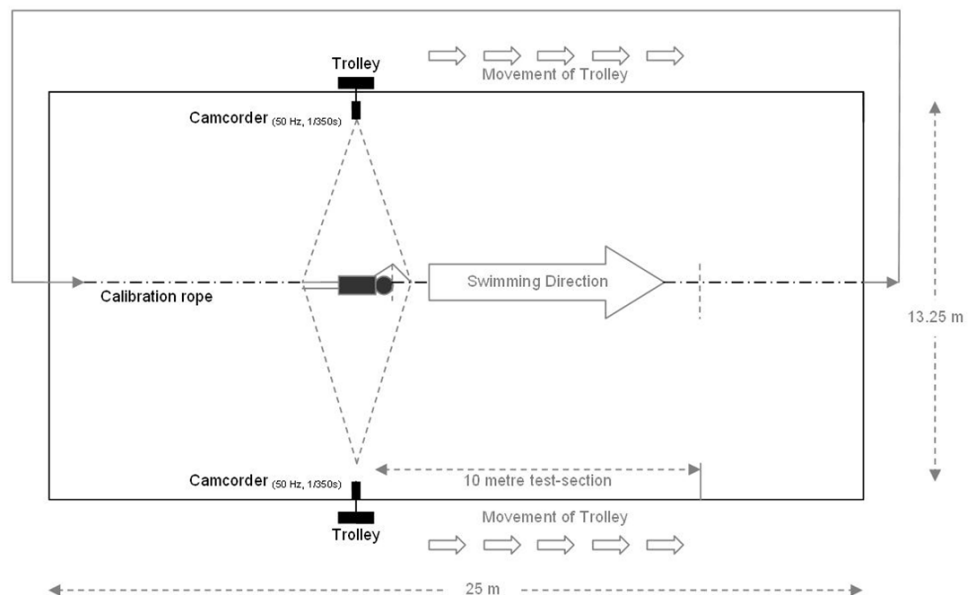 Trolley
Movement of Trolley
Camcorder (50 Hz, 1/350s)
Swimming Direction
Calibration rope
13.25 m
Camcorder (50 Hz, 1/350s)
10 metre test-section
Movement of Trolley
Trolley
25 m